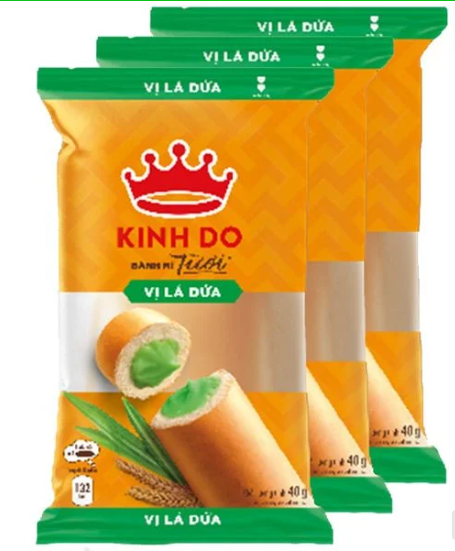 VỊ LÁ DỨA
VỊ LÁ DỨA
VỊ LÁ DỨA
KINH DO
BÁNH MÌ Tươi
VỊ LÁ DỨA
40g
40g
40g
132
VỊ LÁ DỨA